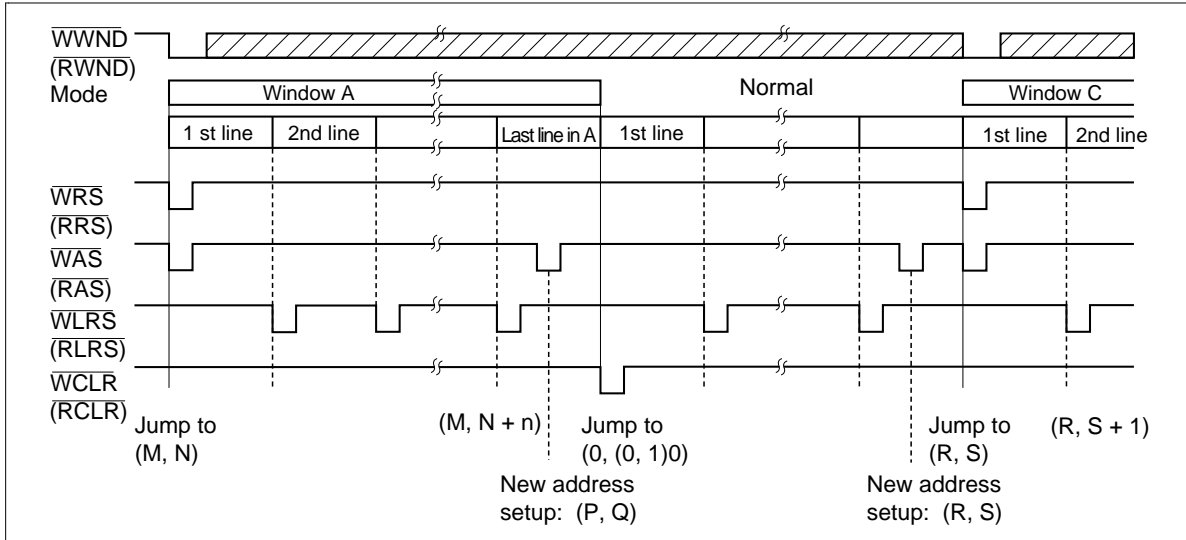 WWND
(RWND)
Mode
Window A
Normal
Window C
1 st line
2nd line
Last line in A
1st line
1st line
2nd line
WRS
(RRS)
WAS
(RAS)
WLRS
(RLRS)
WCLR
(RCLR)
Jump to
(M, N)
(M, N + n)
Jump to
(0, (0, 1)0)
Jump to
(R, S)
(R, S + 1)
New address
setup: (P, Q)
New address
setup: (R, S)